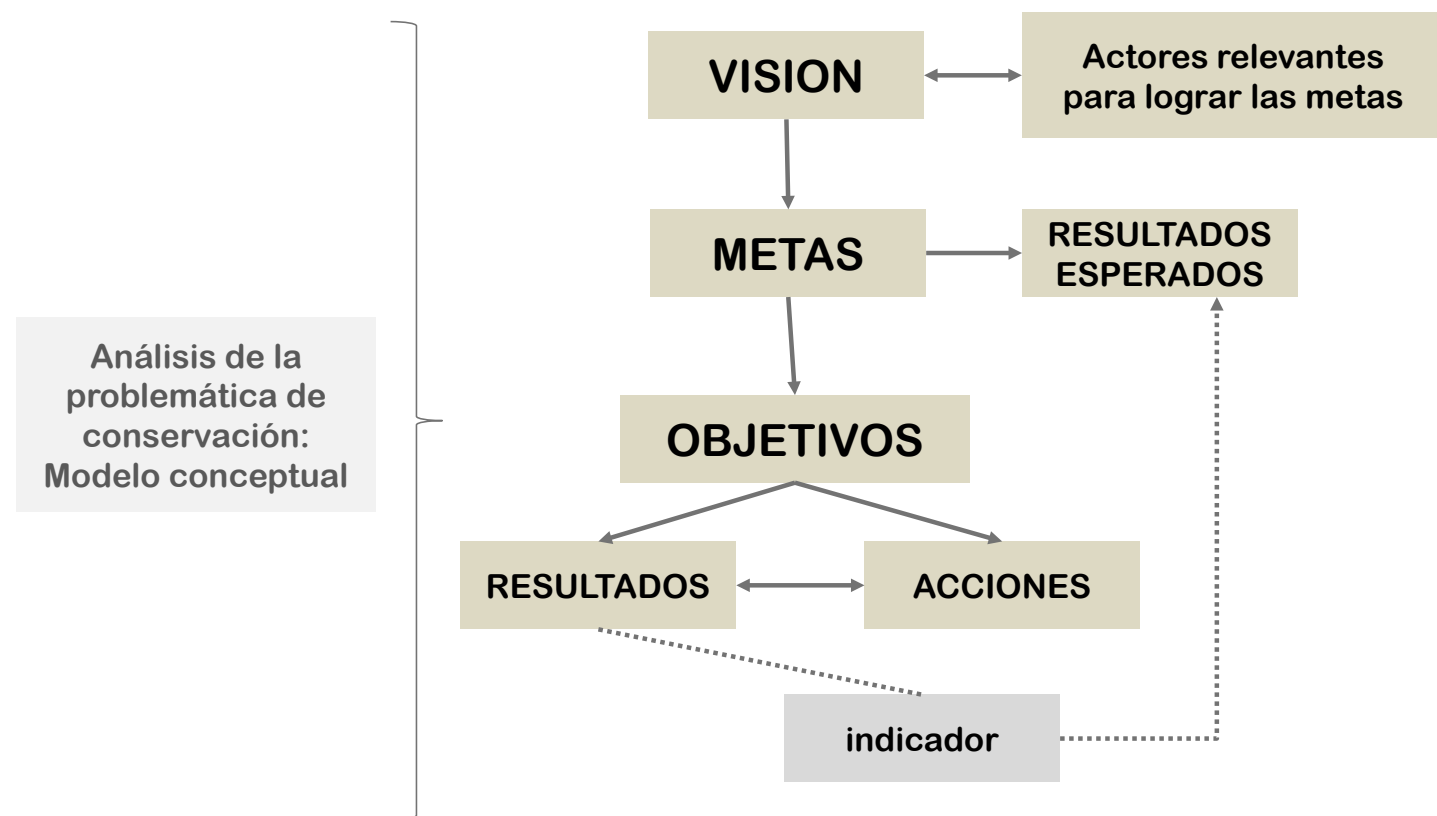 VISION
Actores relevantes
para lograr las metas
METAS
RESULTADOS
ESPERADOS
Análisis de la
problemática de
conservación:
Modelo conceptual
OBJETIVOS
RESULTADOS
ACCIONES
indicador